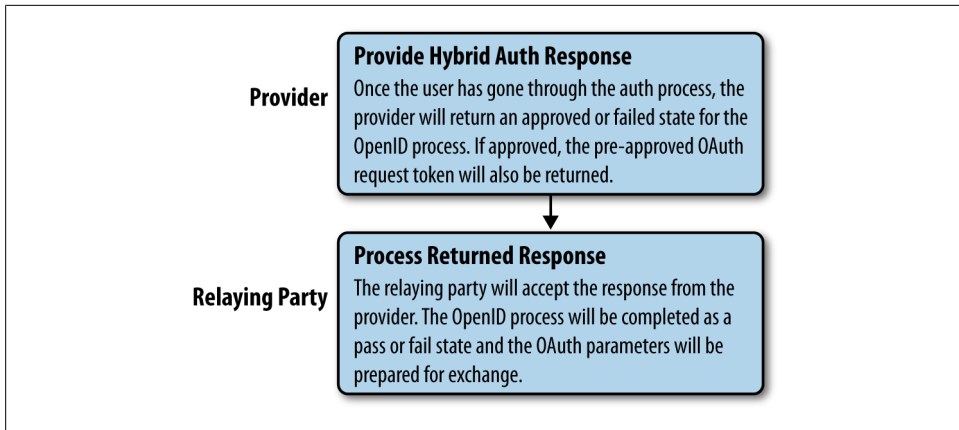 Provide Hybrid Auth Response
Provider
Once the user has gone through the auth process, the
provider will return an approved or failed state for the
OpenID process. If approved, the pre-approved OAuth
request token will also be returned.
Process Returned Response
Relaying Party
The relaying party will accept the response from the
provider. The OpenID process will be completed as a
pass or fail state and the OAuth parameters will be
prepared for exchange.